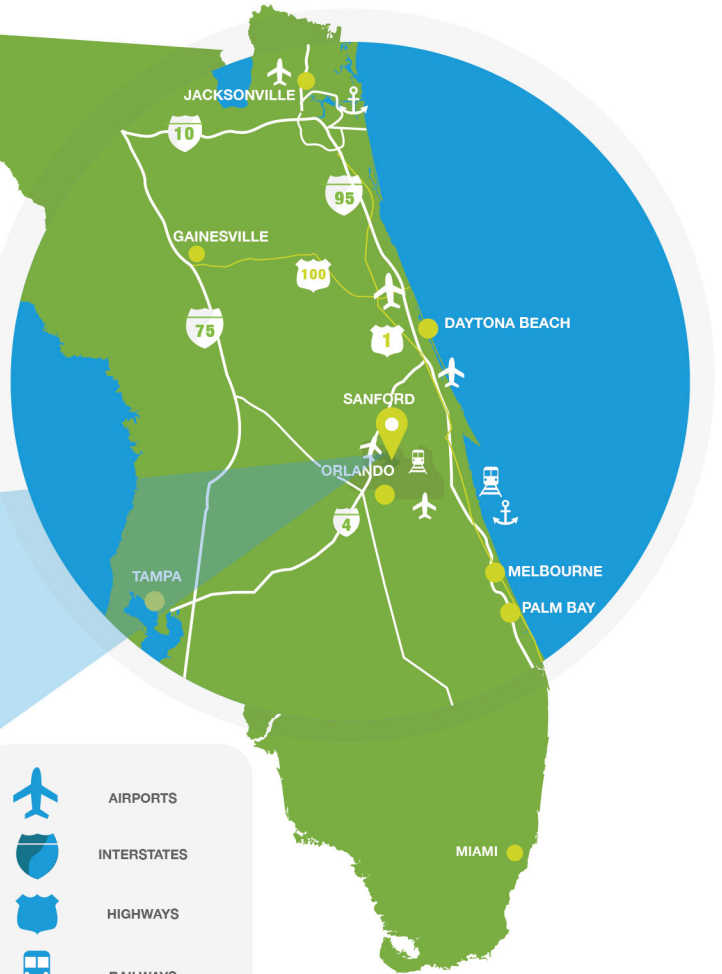 JACKSONVILLE
10
95
GAINESVILLE
100
75
1
DAYTONA BEACH
SANFORD
ORLANDO
4
TAMPA
MELBOURNE
PALM BAY
AIRPORTS
INTERSTATES
MIAMI
HIGHWAYS
RAILWAYS